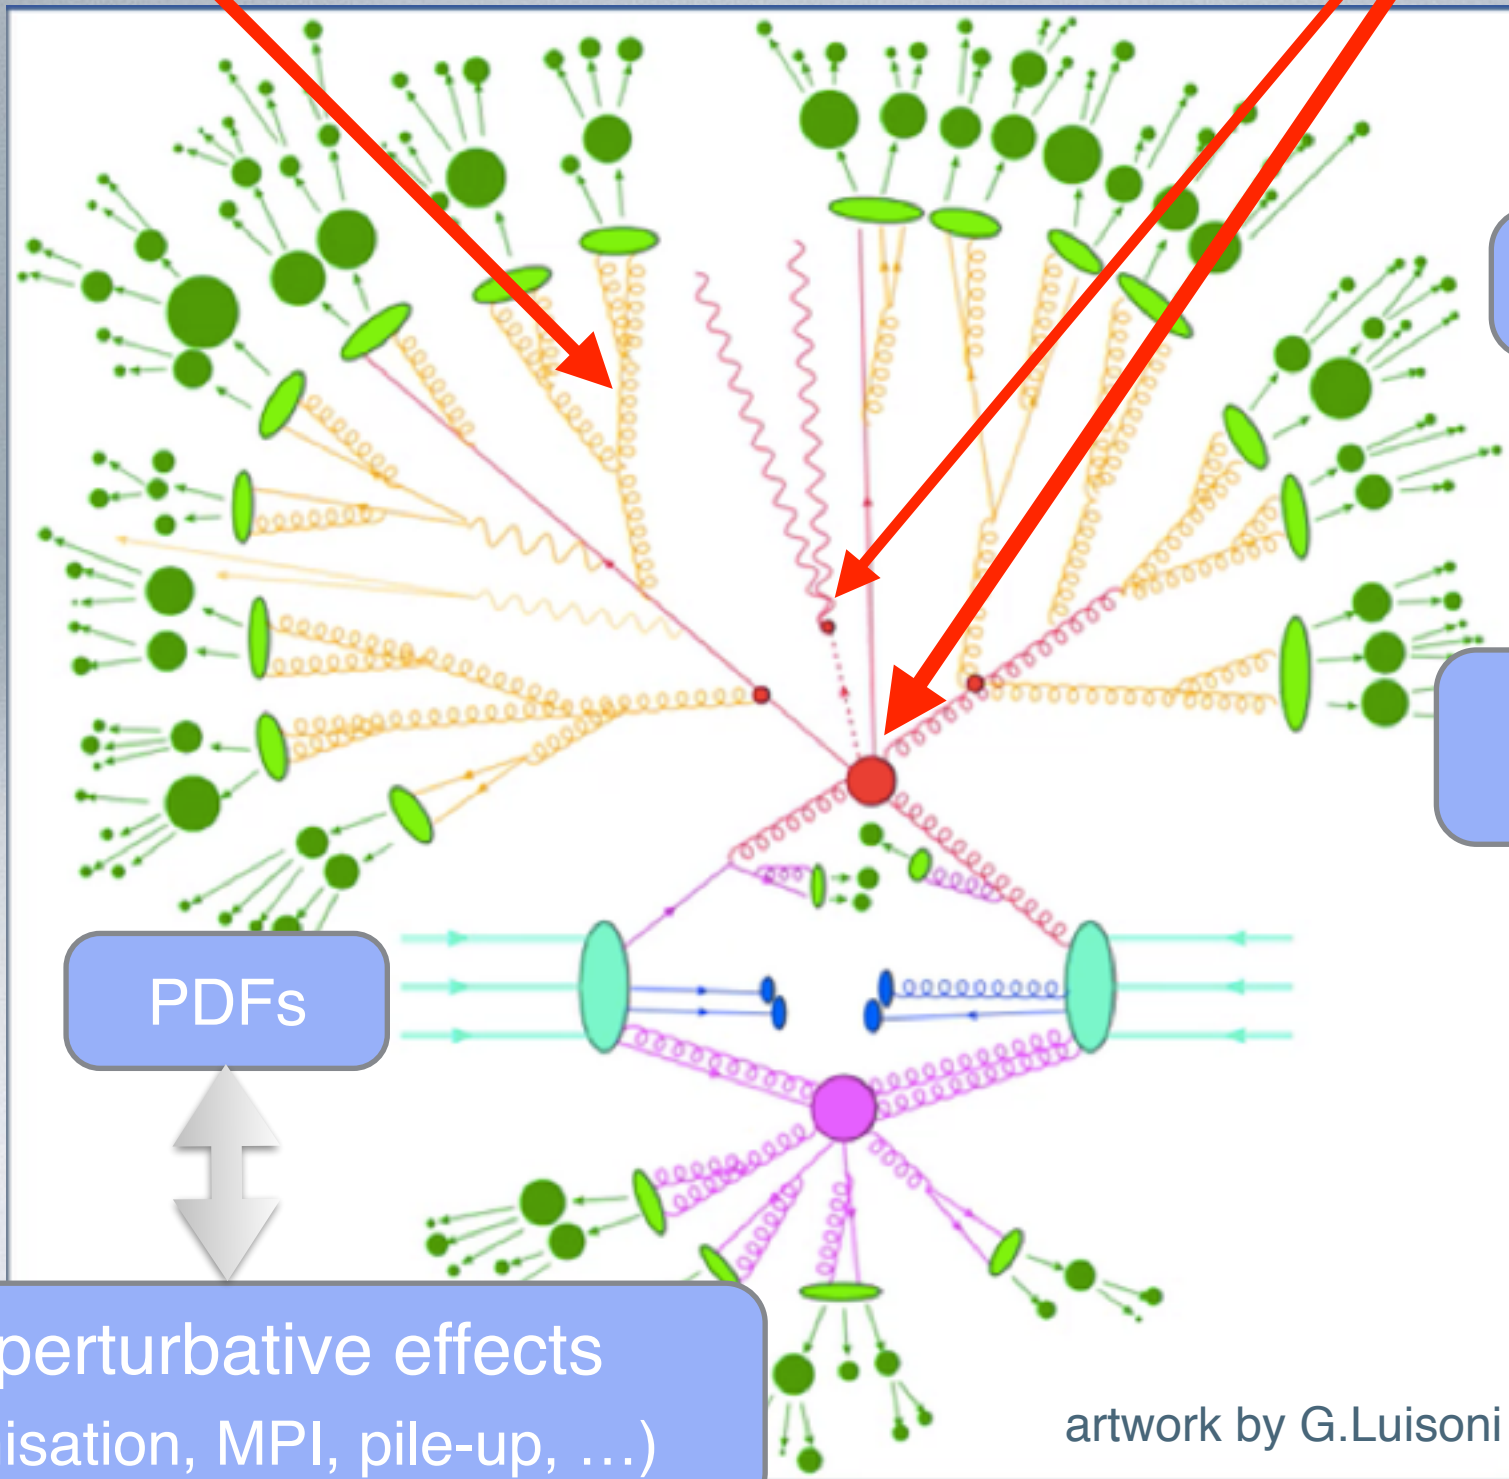 PDFs
perturbative effects
isation, MPI, pile-up, …)
artwork by G.Luisoni